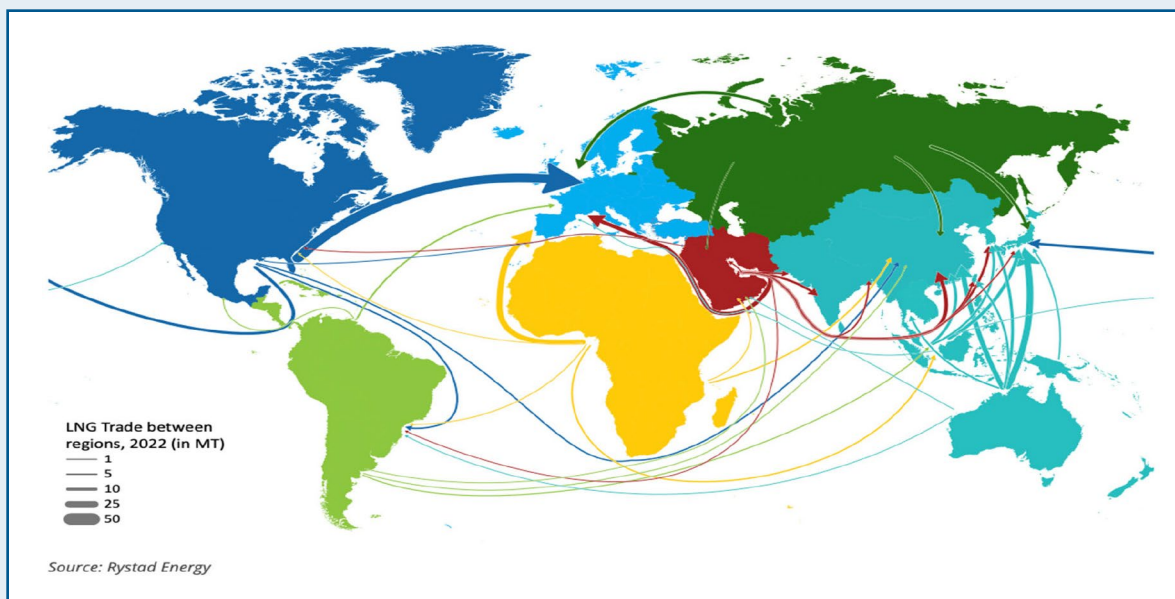 LNG Trade between
regions, 2022 (in MT)
1
5
10
25
50
Source: Rystad Energy